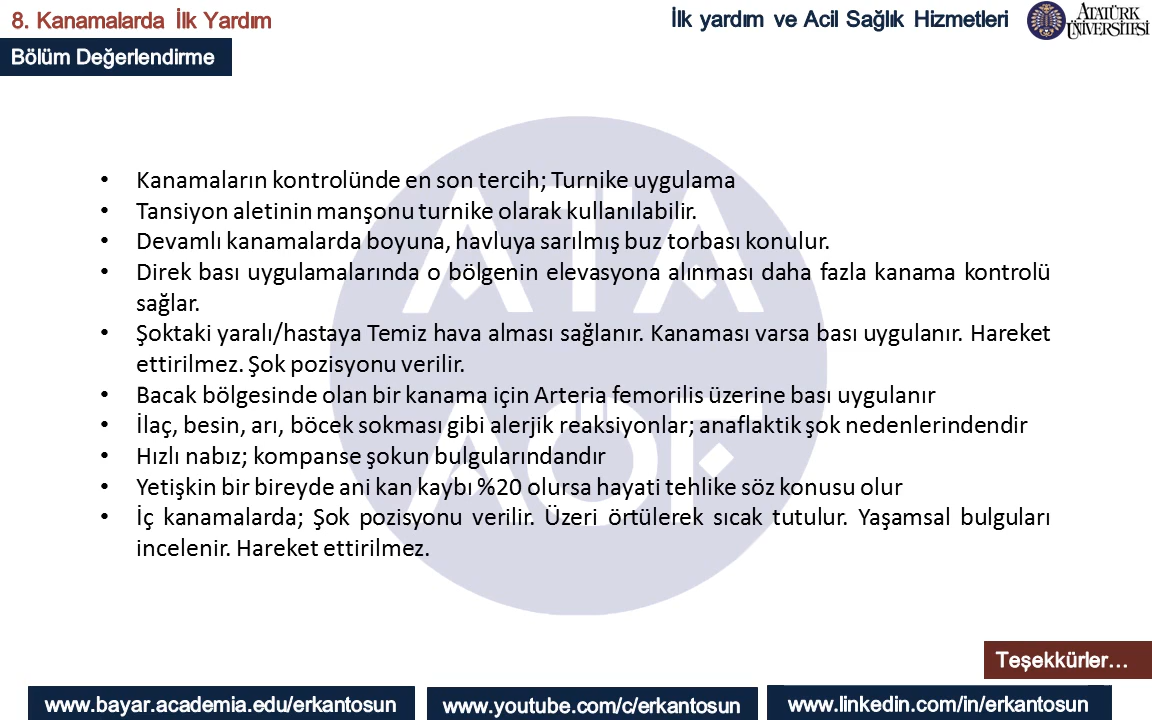 8. Kanamalarda İlk Yardım
İlk yardım ve Acil Sağlık Hizmetleri
ATATÜRK
ÜNİVERSİTESİ
Bölüm Değerlendirme
ATA
AÖF
• Kanamaların kontrolünde en son tercih; Turnike uygulama
• Tansiyon aletinin manşonu turnike olarak kullanılabilir.
• Devamlı kanamalarda boyuna, havluya sarılmış buz torbası konulur.
• Direk bası uygulamalarında o bölgenin elevasyona alınması daha fazla kanama kontrolü
sağlar.
• Şoktaki yaralı/hastaya Temiz hava alması sağlanır. Kanaması varsa bası uygulanır. Hareket
ettirilmez. Şok pozisyonu verilir.
• Bacak bölgesinde olan bir kanama için Arteria femorilis üzerine bası uygulanır
• İlaç, besin, arı, böcek sokması gibi alerjik reaksiyonlar; anaflaktik şok nedenlerindendir
• Hızlı nabız; kompanse şokun bulgularındandır
• Yetişkin bir bireyde ani kan kaybı %20 olursa hayati tehlike söz konusu olur
• İç kanamalarda; Şok pozisyonu verilir. Üzeri örtülerek sıcak tutulur. Yaşamsal bulguları
incelenir. Hareket ettirilmez.
Teşekkürler...
www.bayar.academia.edu/erkantosun
www.youtube.com/c/erkantosun
www.linkedin.com/in/erkantosun